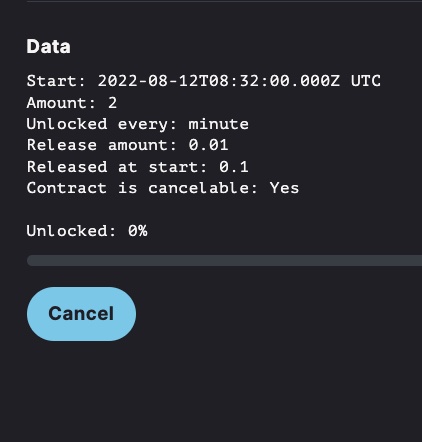 Data
Start: 2022-08-12T08:32:00.000Z UTC
Amount: 2
Unlocked every: minute
Release amount: 0.01
Released at start: 0.1
Contract is cancelable: Yes
Unlocked: 0%
Cancel